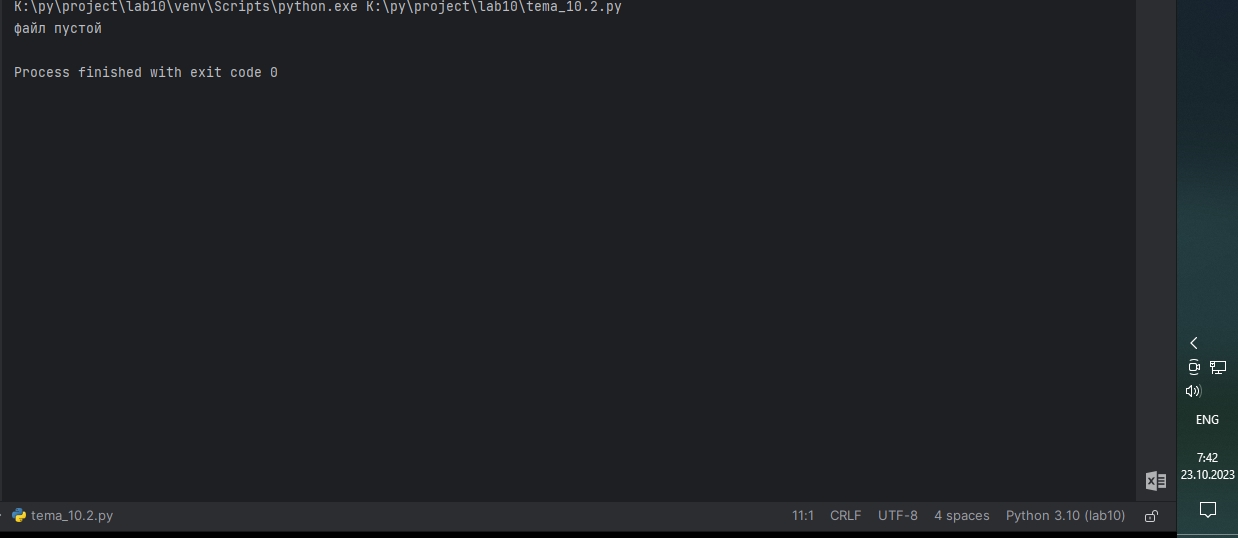 K:\py\project\lab10\venv\Scripts\python.exe K:\py\project\lab10\tema_10.2.py
файл пустой
Process finished with exit code 0
ENG
7:42
23.10.2023
tema_10.2.py
11:1 CRLF UTF-8 4 spaces Python 3.10 (lab10)